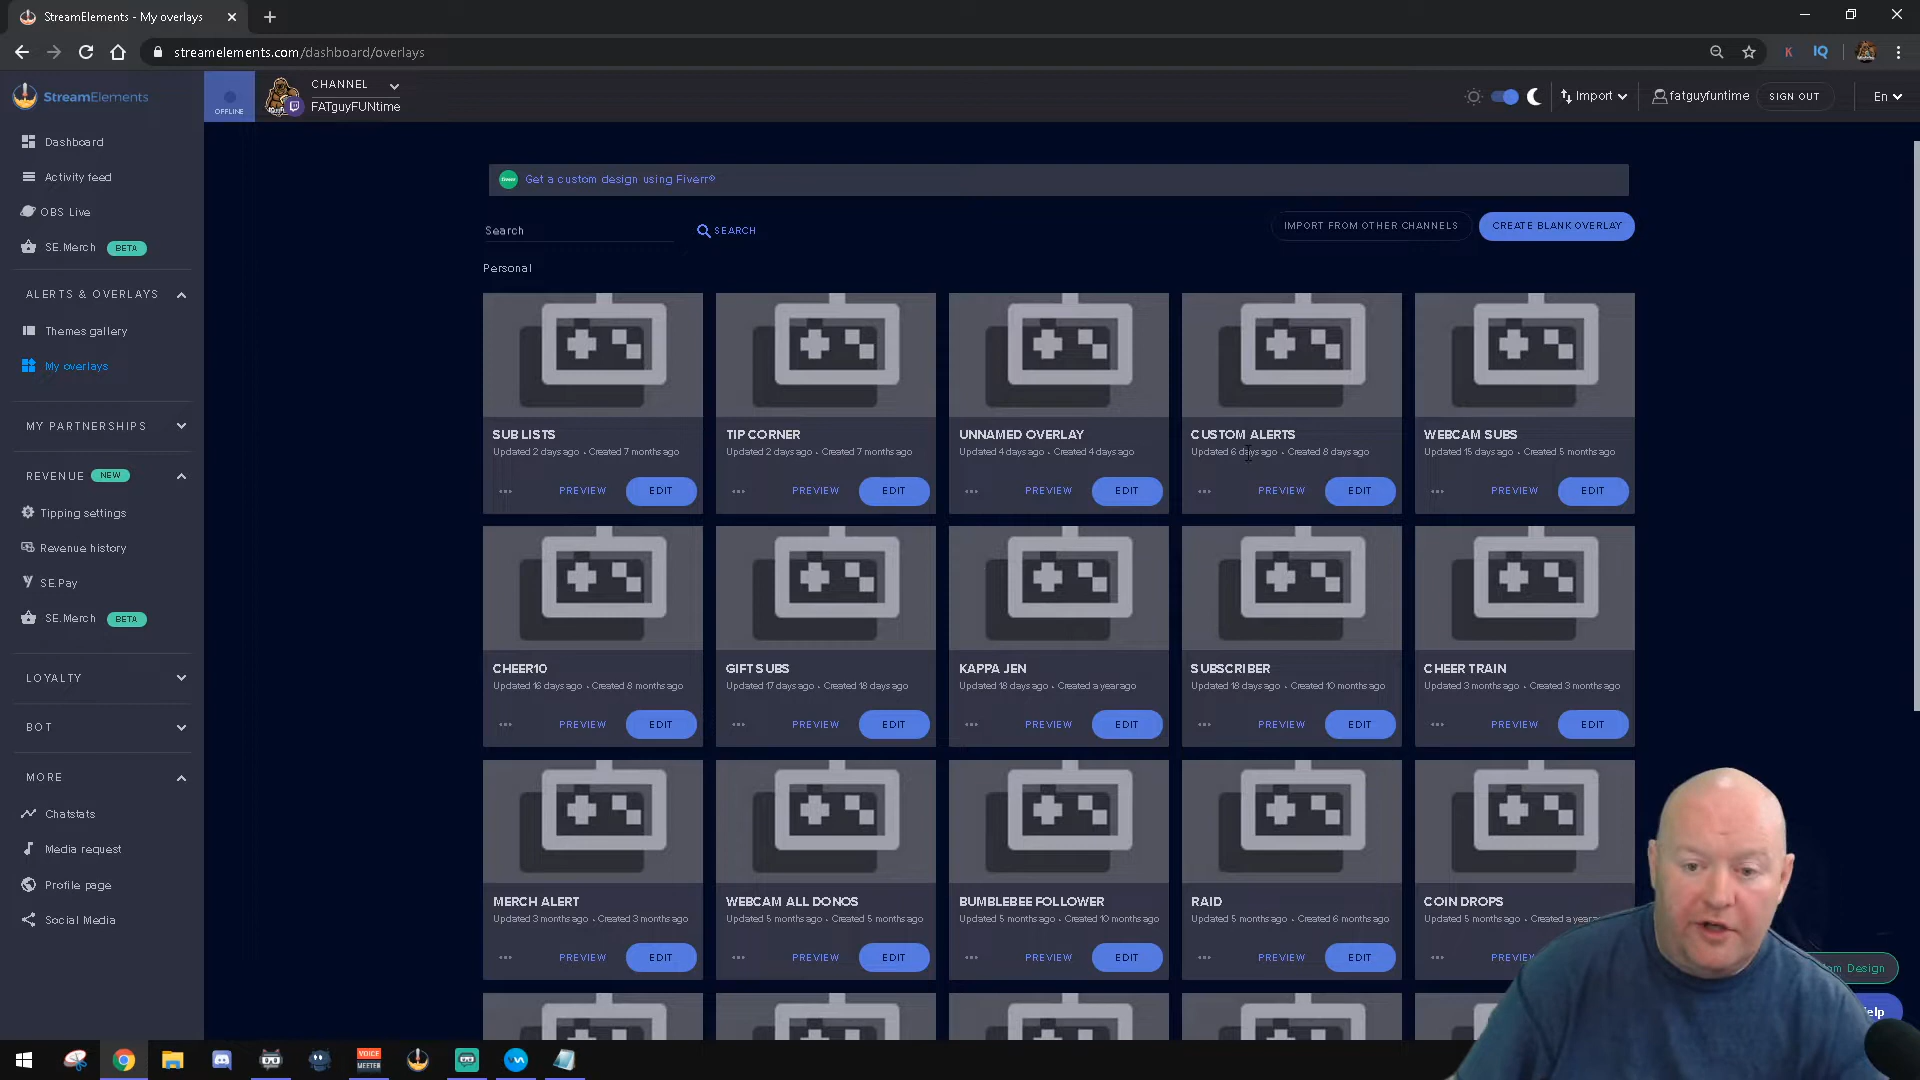 StreamElements - My overlays
streamelements.com/dashboard/overlays
StreamElements
OFFLINE
CHANNEL
FATguyFUNtime
Import
fatguyfuntime
SIGN OUT
En
Dashboard
Activity feed
OBS Live
SE.Merch BETA
ALERTS & OVERLAYS
Themes gallery
My overlays
MY PARTNERSHIPS
REVENUE NEW
Tipping settings
Revenue history
SE.Pay
SE.Merch BETA
LOYALTY
BOT
MORE
Chatstats
Media request
Profile page
Social Media
Get a custom design using Fiverr®
Search
SEARCH
IMPORT FROM OTHER CHANNELS
CREATE BLANK OVERLAY
Personal
SUB LISTS
Updated 2 days ago • Created 7 months ago
PREVIEW EDIT
TIP CORNER
Updated 2 days ago • Created 7 months ago
PREVIEW EDIT
UNNAMED OVERLAY
Updated 4 days ago • Created 4 days ago
PREVIEW EDIT
CUSTOM ALERTS
Updated 6 days ago • Created 8 days ago
PREVIEW EDIT
WEBCAM SUBS
Updated 15 days ago • Created 5 months ago
PREVIEW EDIT
CHEER10
Updated 16 days ago • Created 8 months ago
PREVIEW EDIT
GIFT SUBS
Updated 17 days ago • Created 18 days ago
PREVIEW EDIT
KAPPA JEN
Updated 18 days ago • Created a year ago
PREVIEW EDIT
SUBSCRIBER
Updated 18 days ago • Created 10 months ago
PREVIEW EDIT
CHEER TRAIN
Updated 3 months ago • Created 3 months ago
PREVIEW EDIT
MERCH ALERT
Updated 3 months ago • Created 3 months ago
PREVIEW EDIT
WEBCAM ALL DONOS
Updated 5 months ago • Created 5 months ago
PREVIEW EDIT
BUMBLEBEE FOLLOWER
Updated 5 months ago • Created 10 months ago
PREVIEW EDIT
RAID
Updated 5 months ago • Created 6 months ago
PREVIEW EDIT
COIN DROPS
Updated 5 months ago • Created a year
Design
VOICE
MEETER